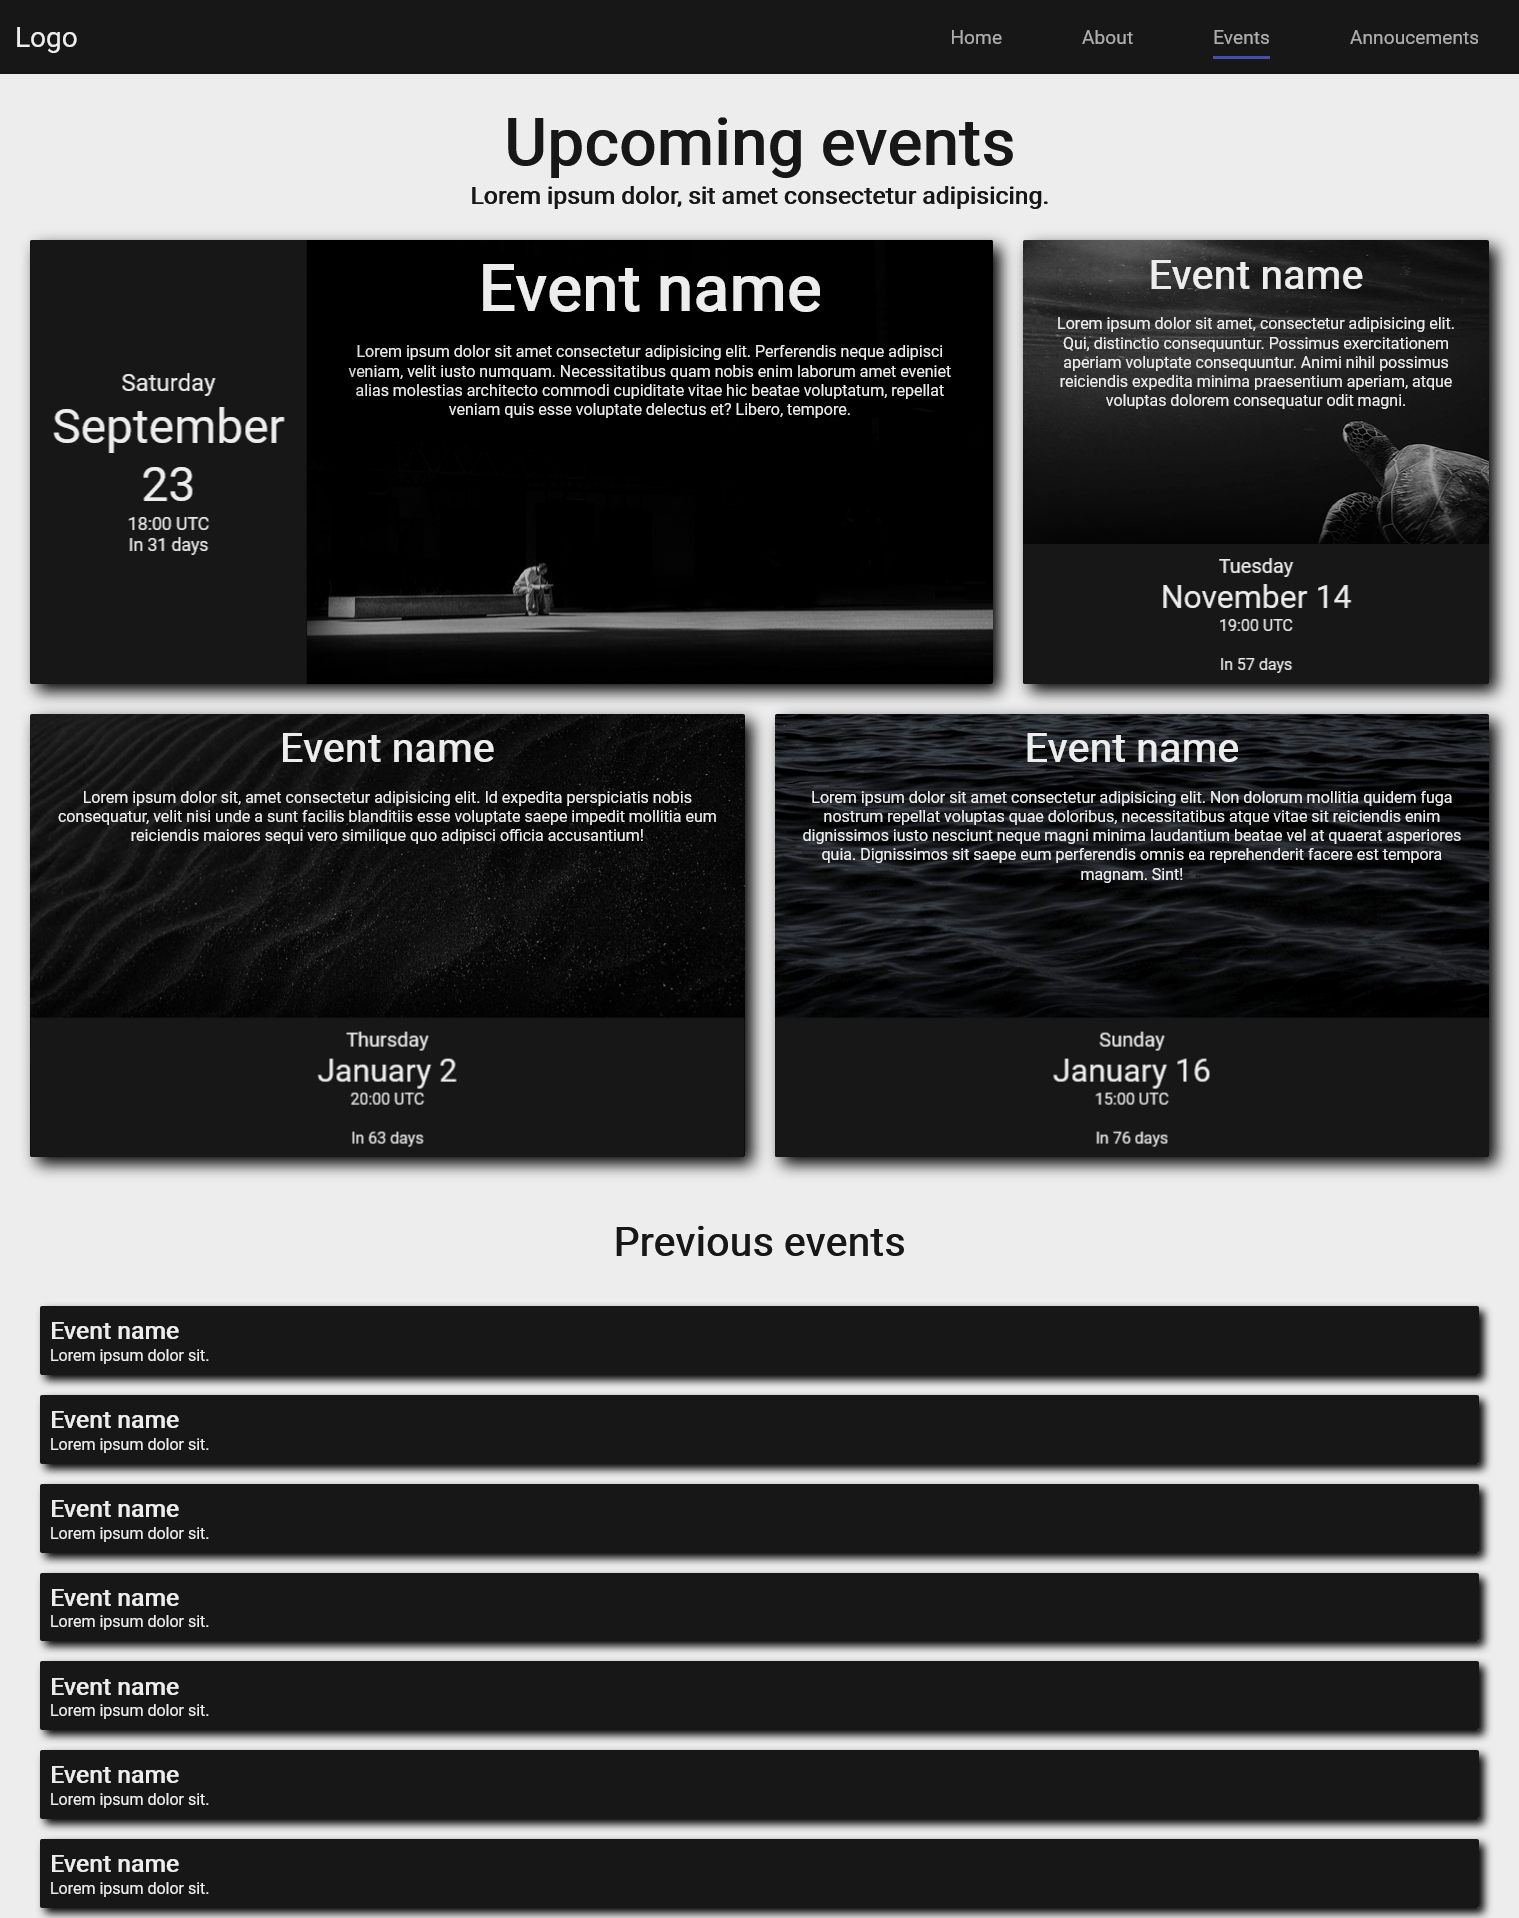 Logo
Home
About
Events
Annoucements
Upcoming events
Lorem ipsum dolor, sit amet consectetur adipisicing.
Saturday
September
23
18:00 UTC
In 31 days
Event name
Lorem ipsum dolor sit amet consectetur adipisicing elit. Perferendis neque adipisci
veniam, velit iusto numquam. Necessitatibus quam nobis enim laborum amet eveniet
alias molestias architecto commodi cupiditate vitae hic beatae voluptatum, repellat
veniam quis esse voluptate delectus et? Libero, tempore.
Event name
Lorem ipsum dolor sit amet, consectetur adipisicing elit.
Qui, distinctio consequuntur. Possimus exercitationem
aperiam voluptate consequuntur. Animi nihil possimus
reiciendis expedita minima praesentium aperiam, atque
voluptas dolorem consequatur odit magni.
Tuesday
November 14
19:00 UTC
In 57 days
Event name
Lorem ipsum dolor sit, amet consectetur adipisicing elit. Id expedita perspiciatis nobis
consequatur, velit nisi unde a sunt facilis blanditiis esse voluptate saepe impedit mollitia eum
reiciendis maiores sequi vero similique quo adipisci officia accusantium!
Thursday
January 2
20:00 UTC
In 63 days
Event name
Lorem ipsum dolor sit amet consectetur adipisicing elit. Non dolorum mollitia quidem fuga
nostrum repellat voluptas quae doloribus, necessitatibus atque vitae sit reiciendis enim
dignissimos iusto nesciunt neque magni minima laudantium beatae vel at quaerat asperiores
quia. Dignissimos sit saepe eum perferendis omnis ea reprehenderit facere est tempora
magnam. Sint!
Sunday
January 16
15:00 UTC
In 76 days
Previous events
Event name
Lorem ipsum dolor sit.
Event name
Lorem ipsum dolor sit.
Event name
Lorem ipsum dolor sit.
Event name
Lorem ipsum dolor sit.
Event name
Lorem ipsum dolor sit.
Event name
Lorem ipsum dolor sit.
Event name
Lorem ipsum dolor sit.